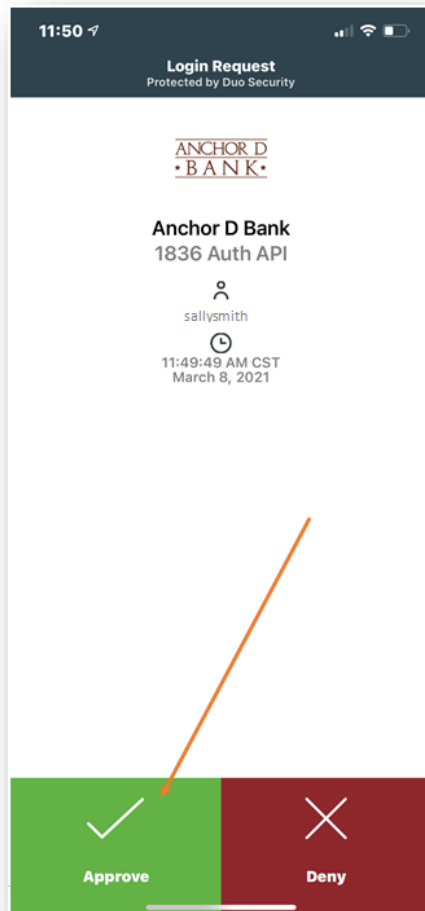 11:50
Login Request
Protected by Duo Security
ANCHOR D
•BANK•
Anchor D Bank
1836 Auth API
sallysmith
11:49:49 AM CST
March 8, 2021
Approve
Deny